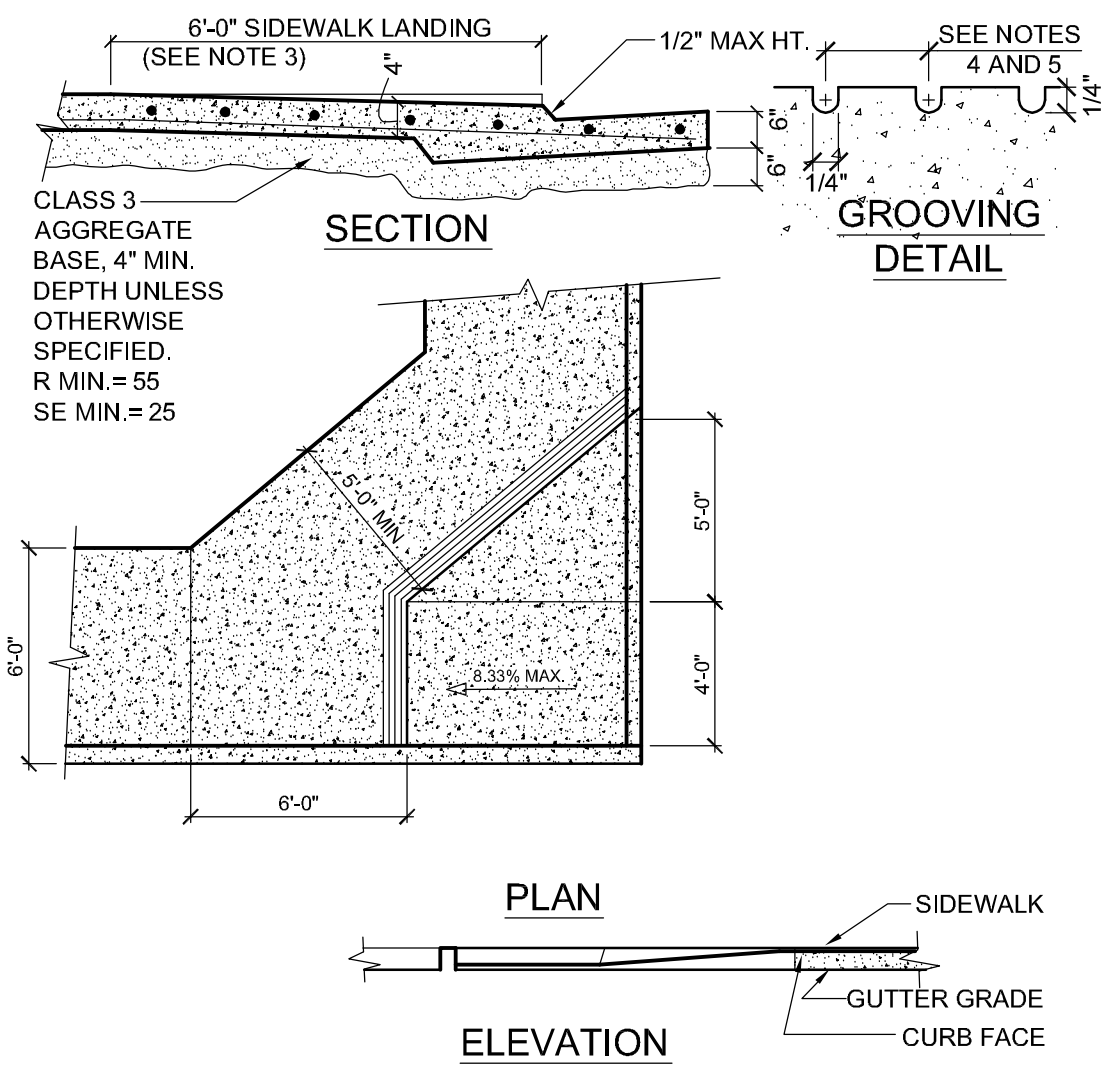 6'-0" SIDEWALK LANDING
(SEE NOTE 3)
4"
1/2" MAX HT.
SEE NOTES
4 AND 5
1/4"
6"
6"
1/4"
CLASS 3
AGGREGATE
BASE, 4" MIN.
DEPTH UNLESS
OTHERWISE
SPECIFIED.
R MIN.= 55
SE MIN.= 25
SECTION
GROOVING
DETAIL
5'-0" MIN
5'-0"
6'-0"
8.33% MAX.
4'-0"
6'-0"
PLAN
SIDEWALK
GUTTER GRADE
CURB FACE
ELEVATION